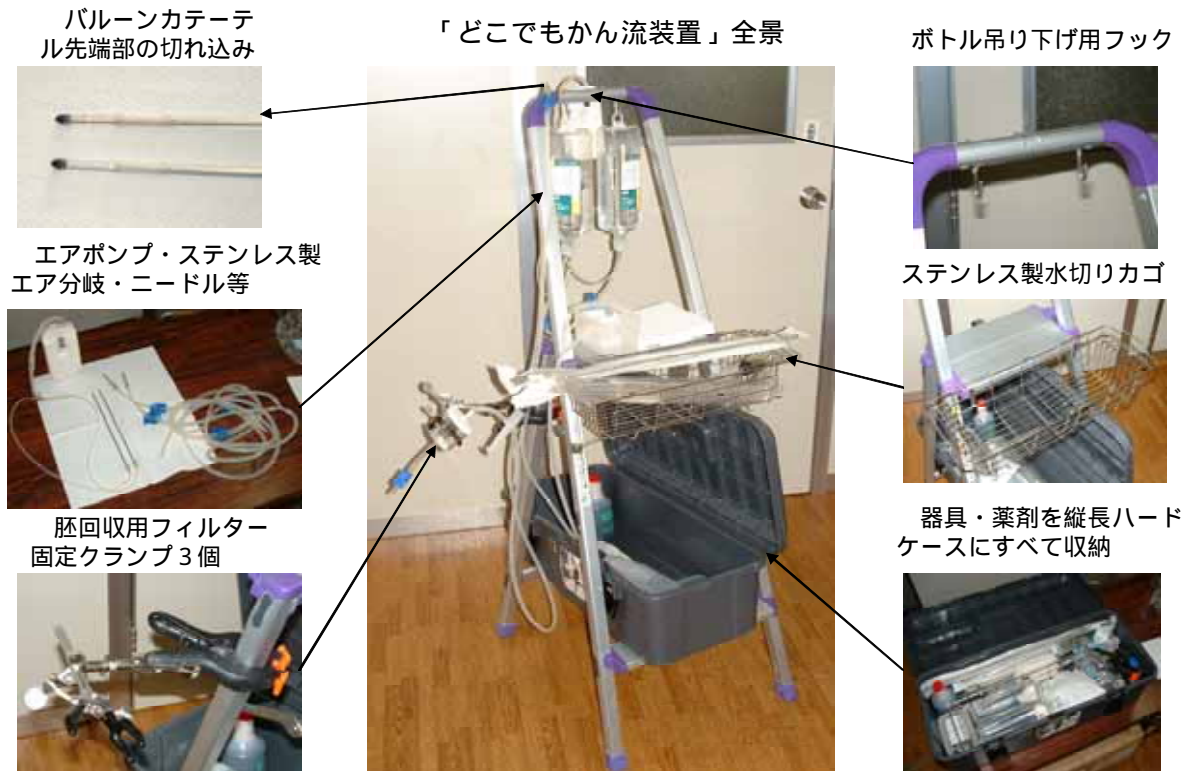 バルーンカテーテ
ル先端部の切れ込み
「どこでもかん流装置」全景
ボトル吊り下げ用フック
エアポンプ・ステンレス製
エア分岐・ニードル等
ステンレス製水切りカゴ
胚回収用フィルター
固定クランプ３個
器具・薬剤を縦長ハード
ケースにすべて収納